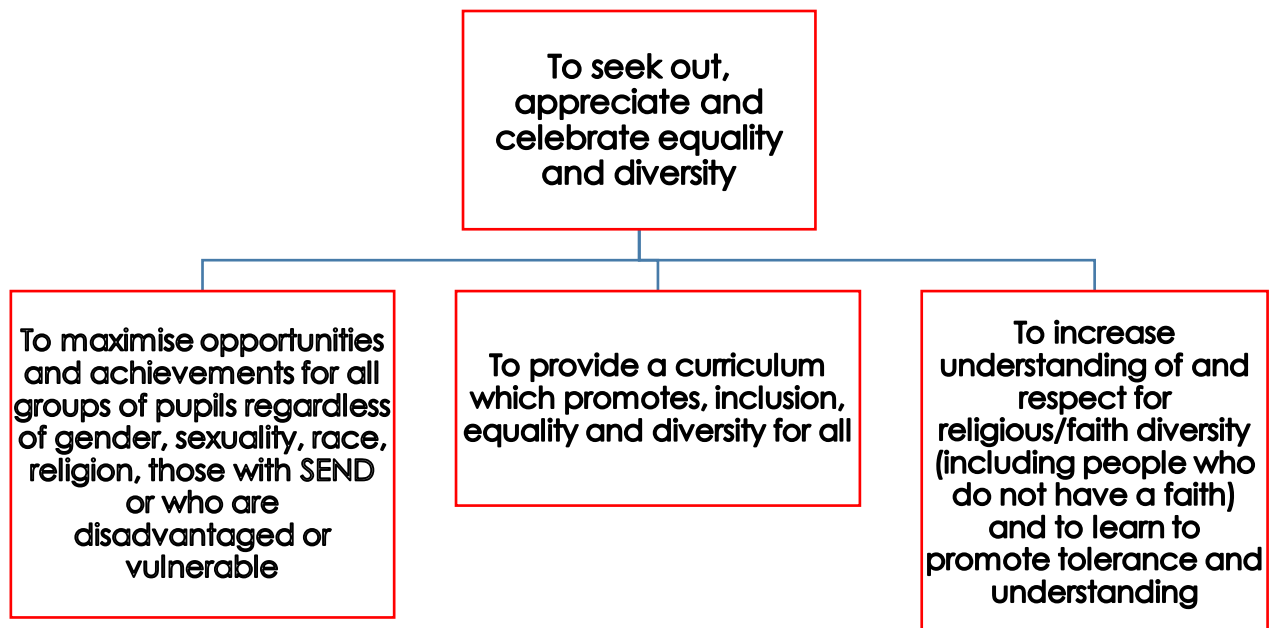 To seek out,
appreciate and
celebrate equality
and diversity
To maximise opportunities
and achievements for all
groups of pupils regardless
of gender, sexuality, race,
religion, those with SEND
or who are
disadvantaged or
vulnerable
To provide a curriculum
which promotes, inclusion,
equality and diversity for all
To increase
understanding of and
respect for
religious/faith diversity
(including people who
do not have a faith)
and to learn to
promote tolerance and
understanding